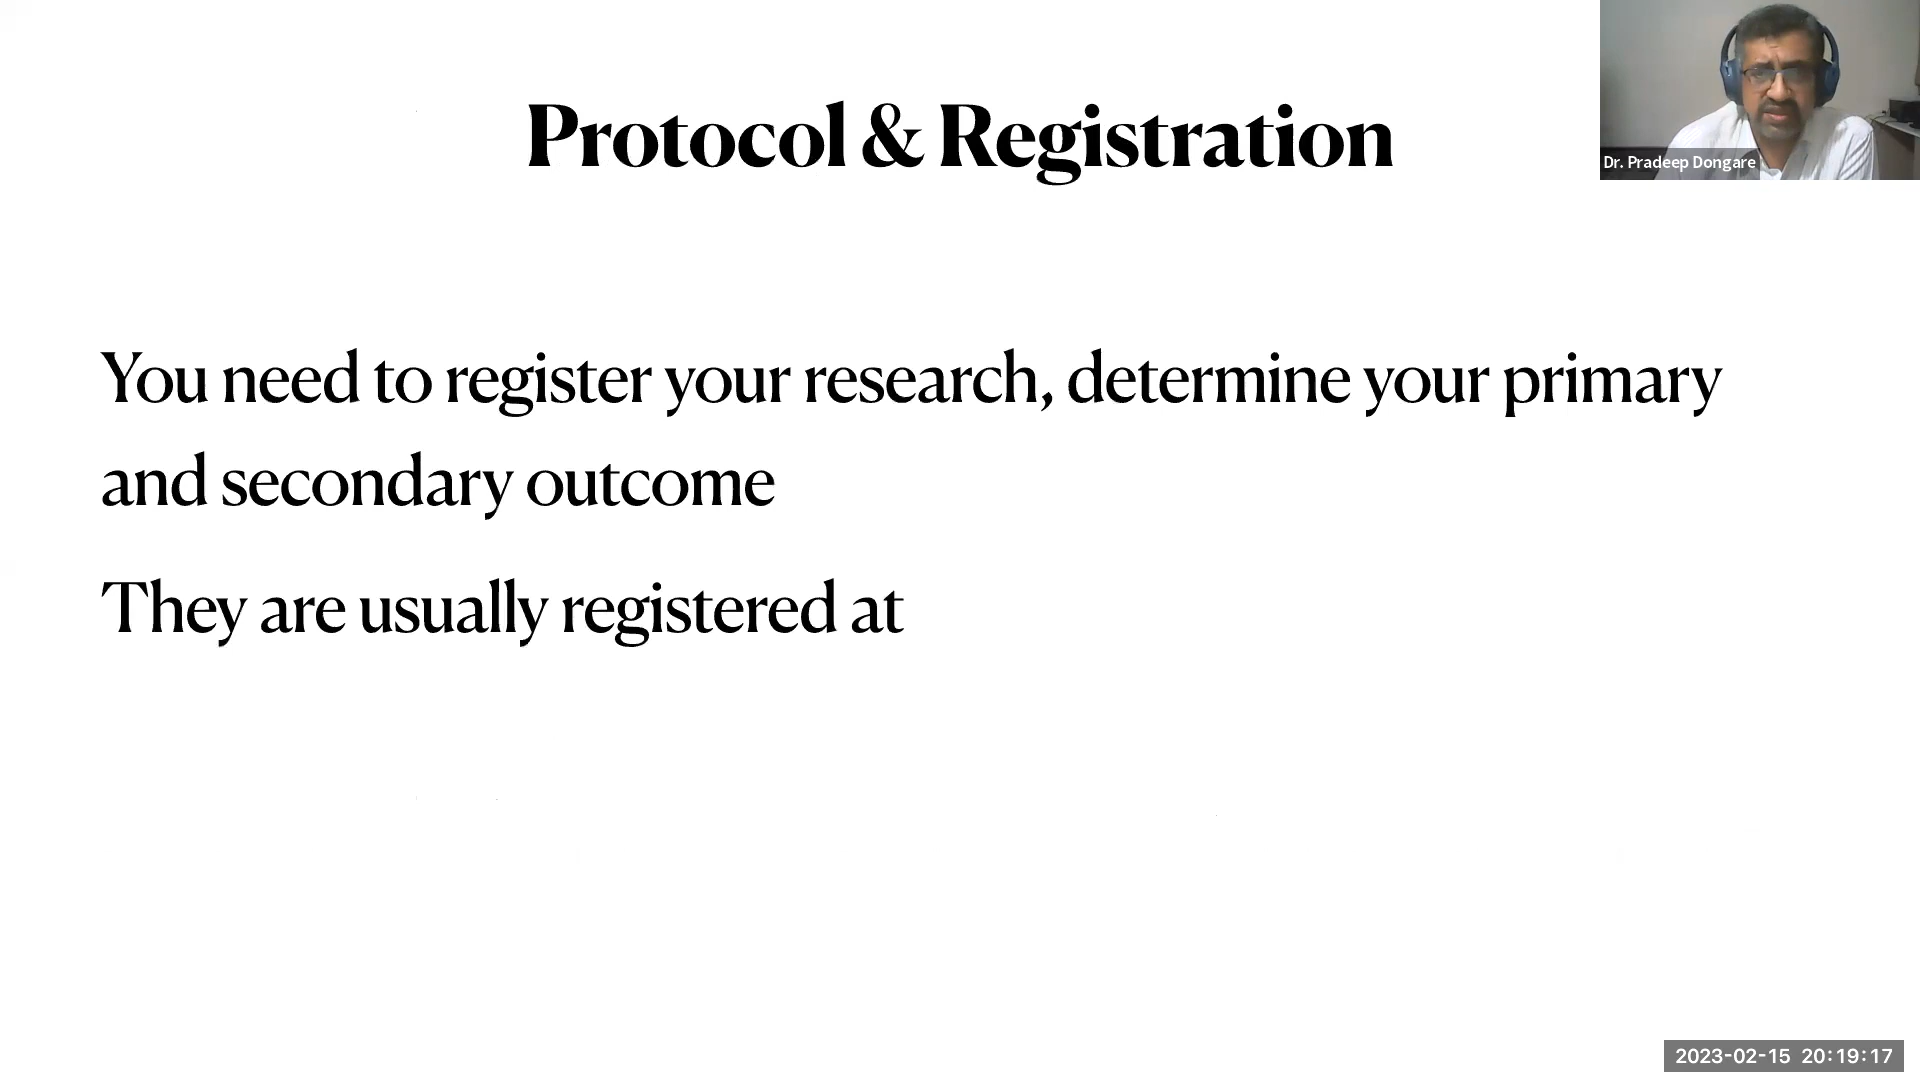 Protocol & Registration
Dr. Pradeep Dongare
You need to register your research, determine your primary
and secondary outcome
They are usually registered at
2023-02-15 20:19:17